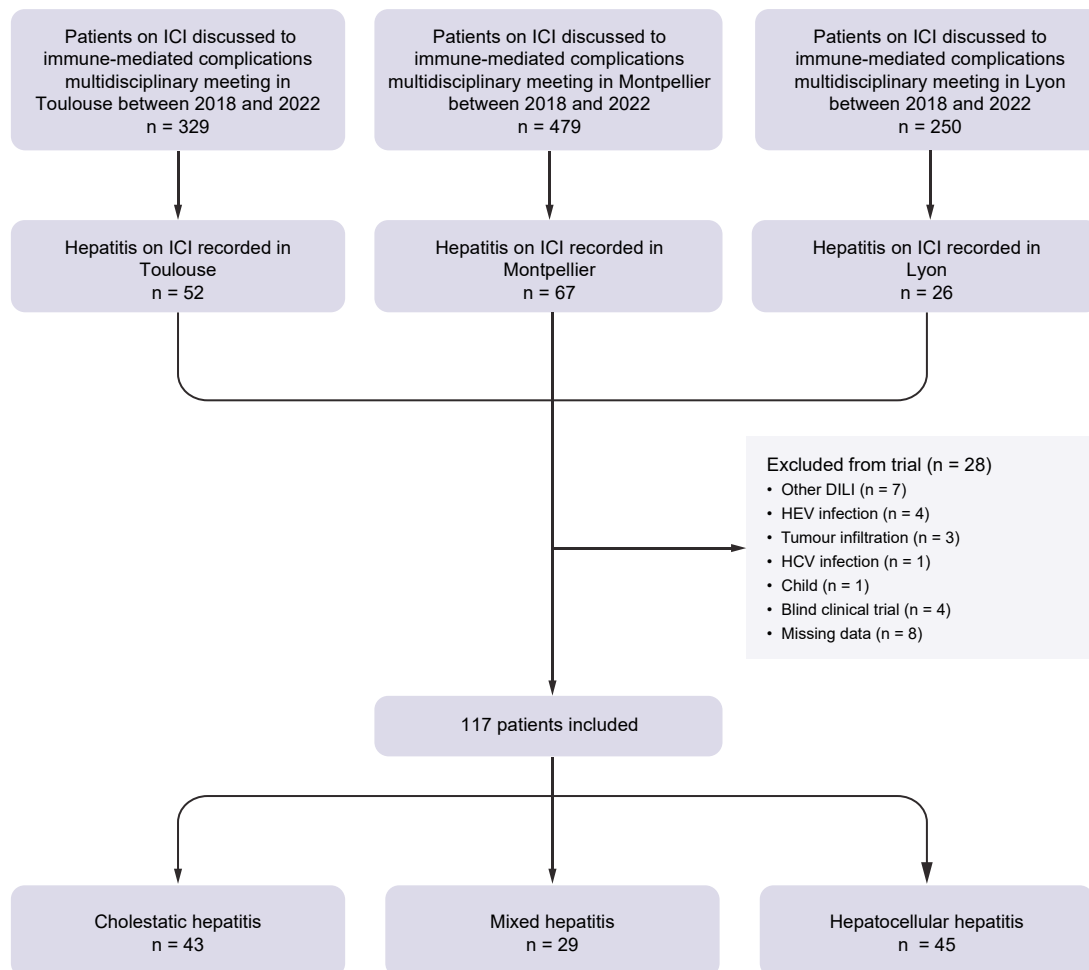 Patients on ICI discussed to
immune-mediated complications
multidisciplinary meeting in
Toulouse between 2018 and 2022
n = 329
Patients on ICI discussed to
immune-mediated complications
multidisciplinary meeting in Montpellier
between 2018 and 2022
n = 479
Patients on ICI discussed to
immune-mediated complications
multidisciplinary meeting in Lyon
between 2018 and 2022
n = 250
Hepatitis on ICI recorded in
Toulouse
n = 52
Hepatitis on ICI recorded in
Montpellier
n = 67
Hepatitis on ICI recorded in
Lyon
n = 26
Excluded from trial (n = 28)
• Other DILI (n = 7)
• HEV infection (n = 4)
• Tumour infiltration (n = 3)
• HCV infection (n = 1)
• Child (n = 1)
• Blind clinical trial (n = 4)
• Missing data (n = 8)
117 patients included
Cholestatic hepatitis
n = 43
Mixed hepatitis
n = 29
Hepatocellular hepatitis
n = 45